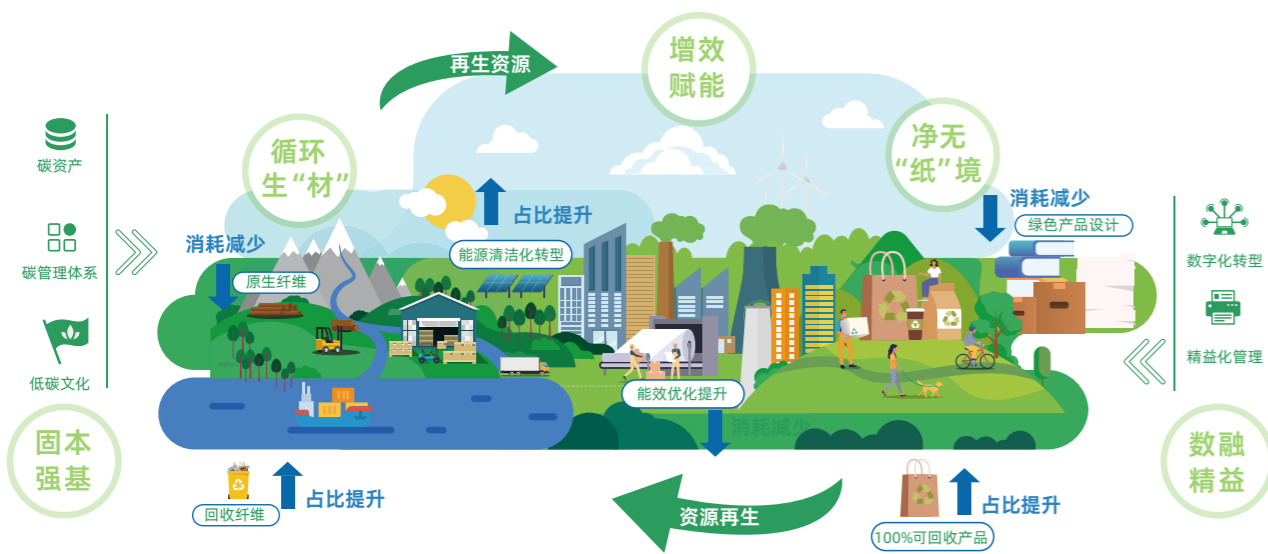 再生资源
增效
赋能
循环
生“材”
净无
“纸”境
碳资产
碳管理体系
低碳文化
固本
强基
消耗减少
原生纤维
占比提升
能源清洁化转型
消耗减少
绿色产品设计
数字化转型
精益化管理
数融
精益
能效优化提升
消耗减少
回收纤维
占比提升
资源再生
占比提升
100%可回收产品